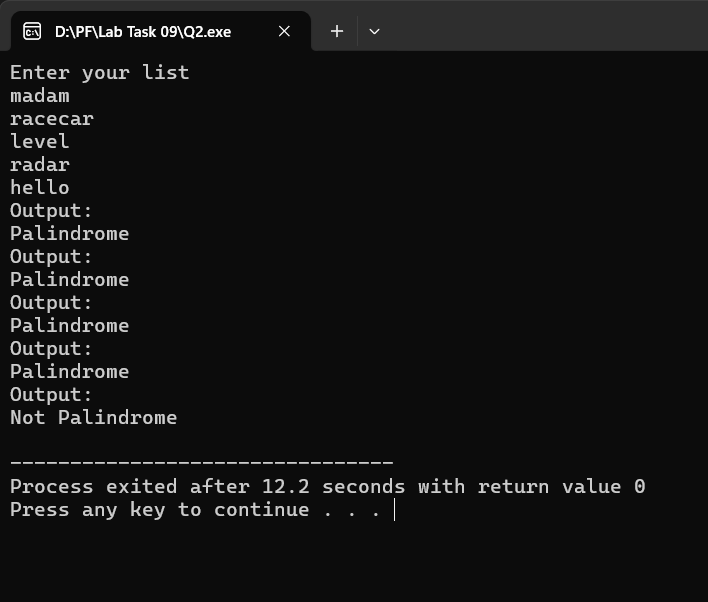 D:\PF\Lab Task 09\Q2.exe
Enter your list
madam
racecar
level
radar
hello
Output:
Palindrome
Output:
Palindrome
Output:
Palindrome
Output:
Palindrome
Output:
Not Palindrome
--------------------------------
Process exited after 12.2 seconds with return value 0
Press any key to continue . . .